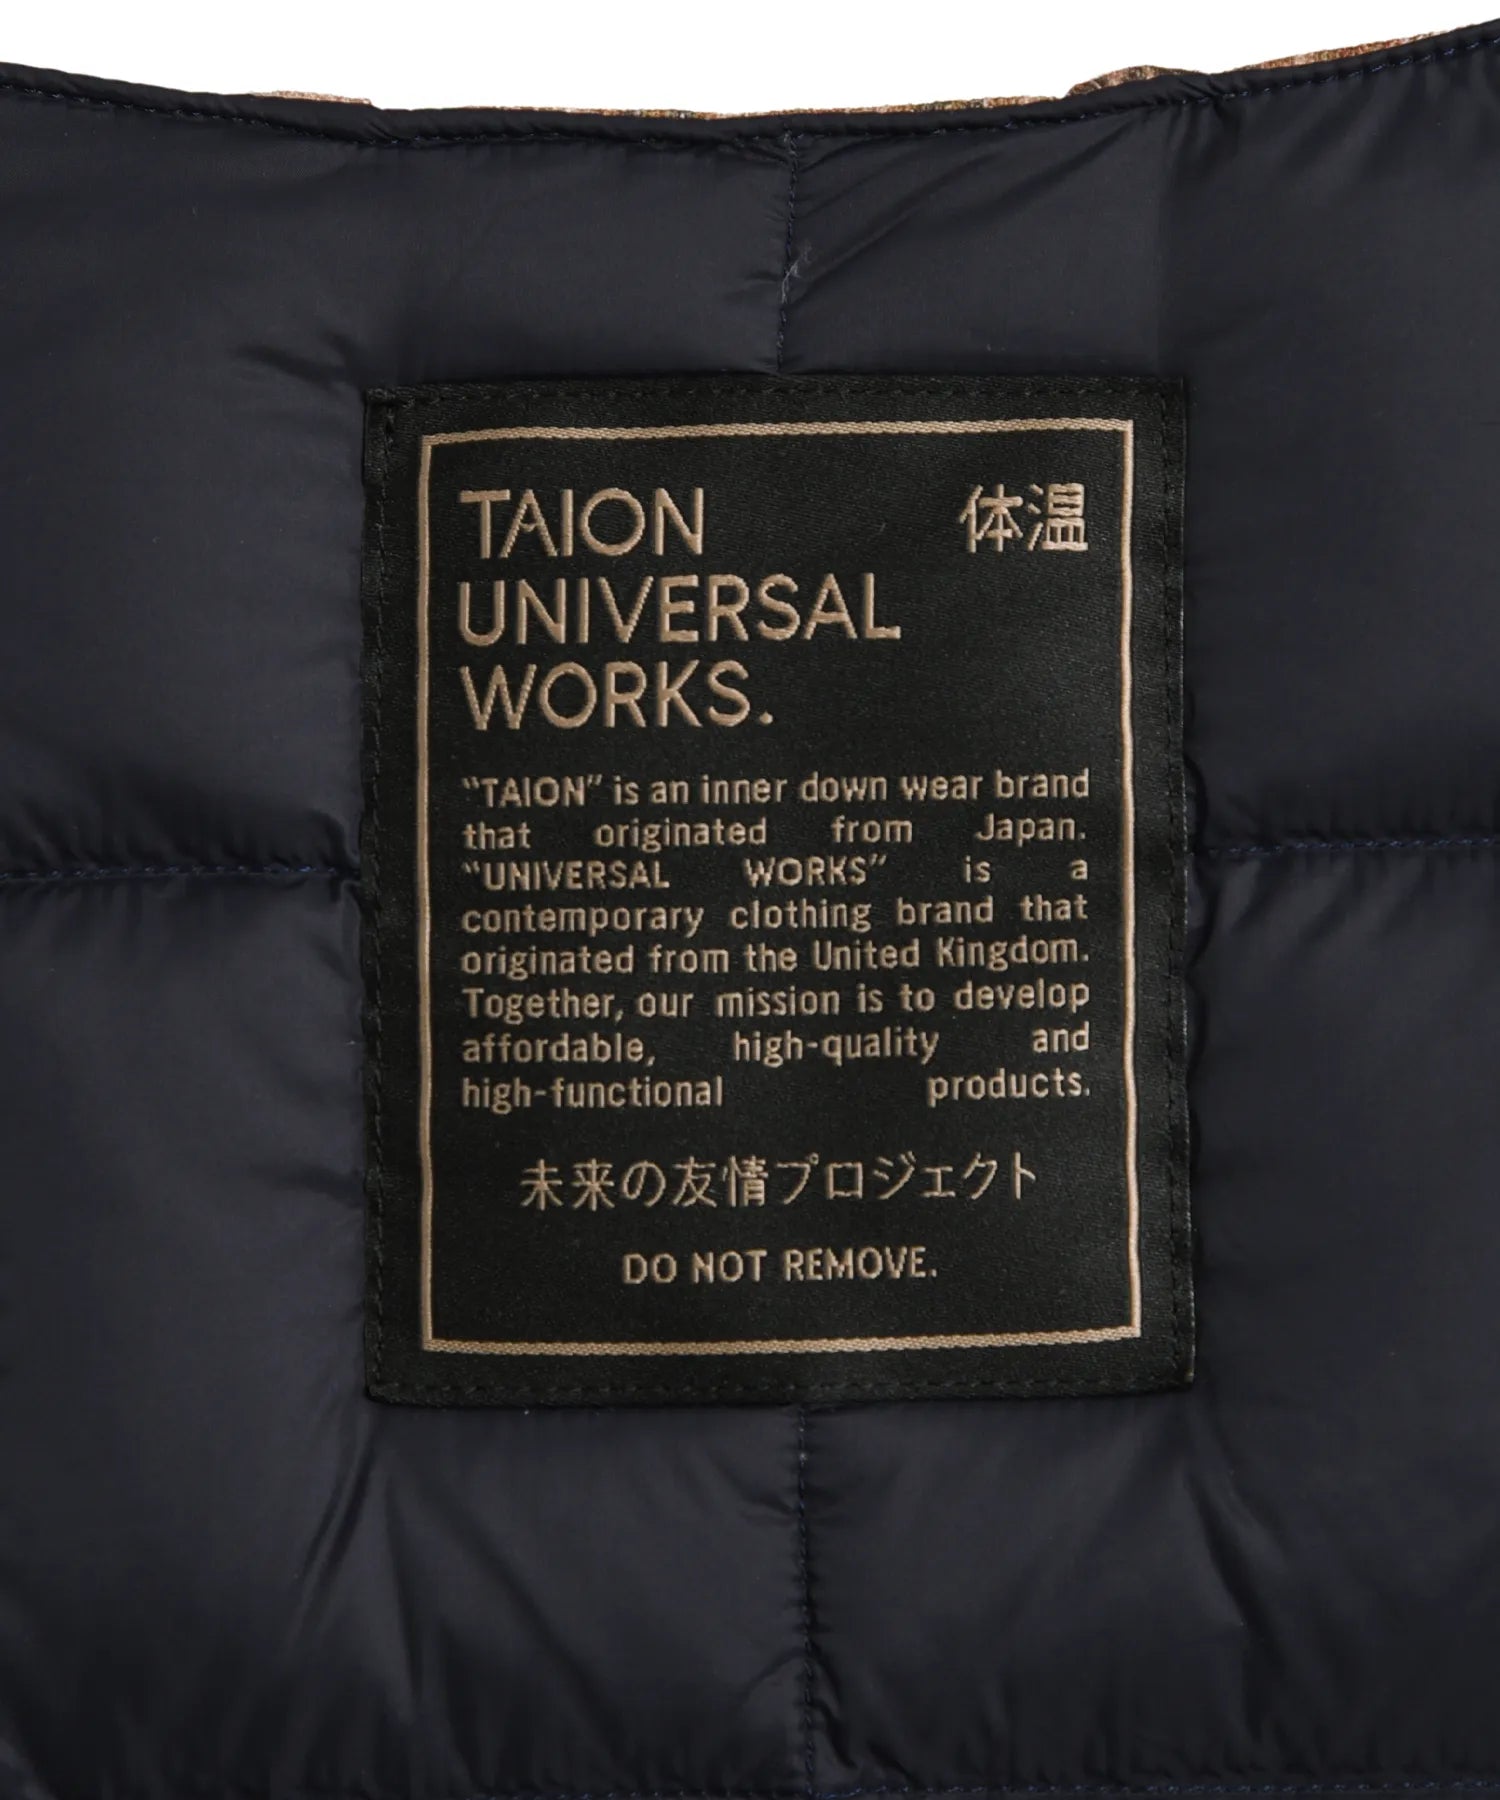 TAION 体温
UNIVERSAL
WORKS.
“TAION” is an inner down wear brand
that originated from Japan.
“UNIVERSAL WORKS” is a
contemporary clothing brand that
originated from the United Kingdom.
Together, our mission is to develop
affordable, high-quality and
high-functional products.
未来の友情プロジェクト
DO NOT REMOVE.